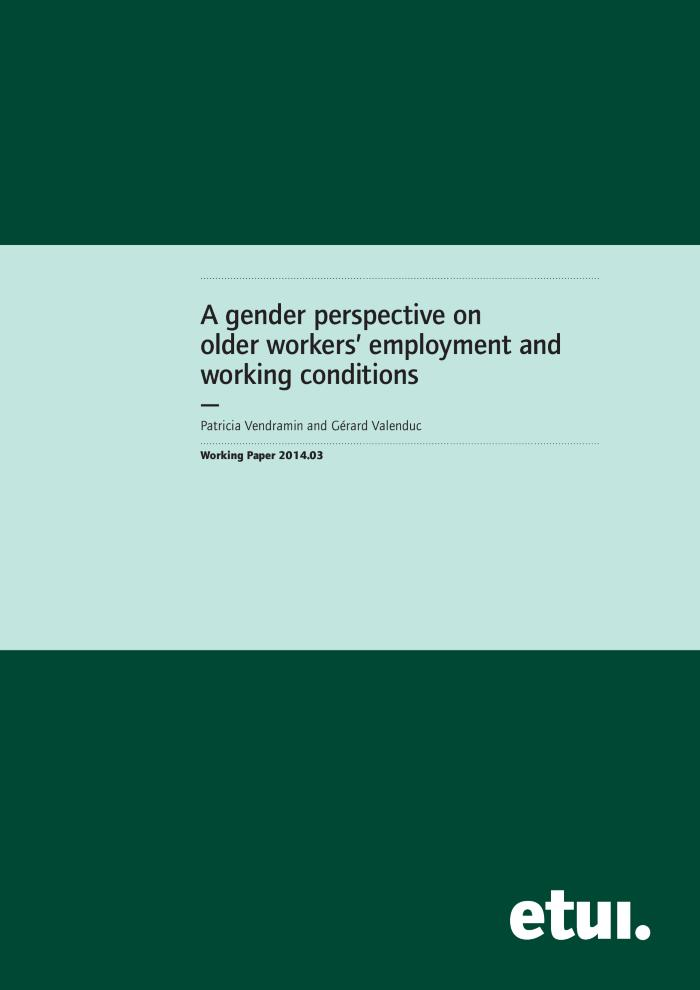 A gender perspective on
older workers’ employment and
working conditions
—
Patricia Vendramin and Gérard Valenduc
Working Paper 2014.03
etui.